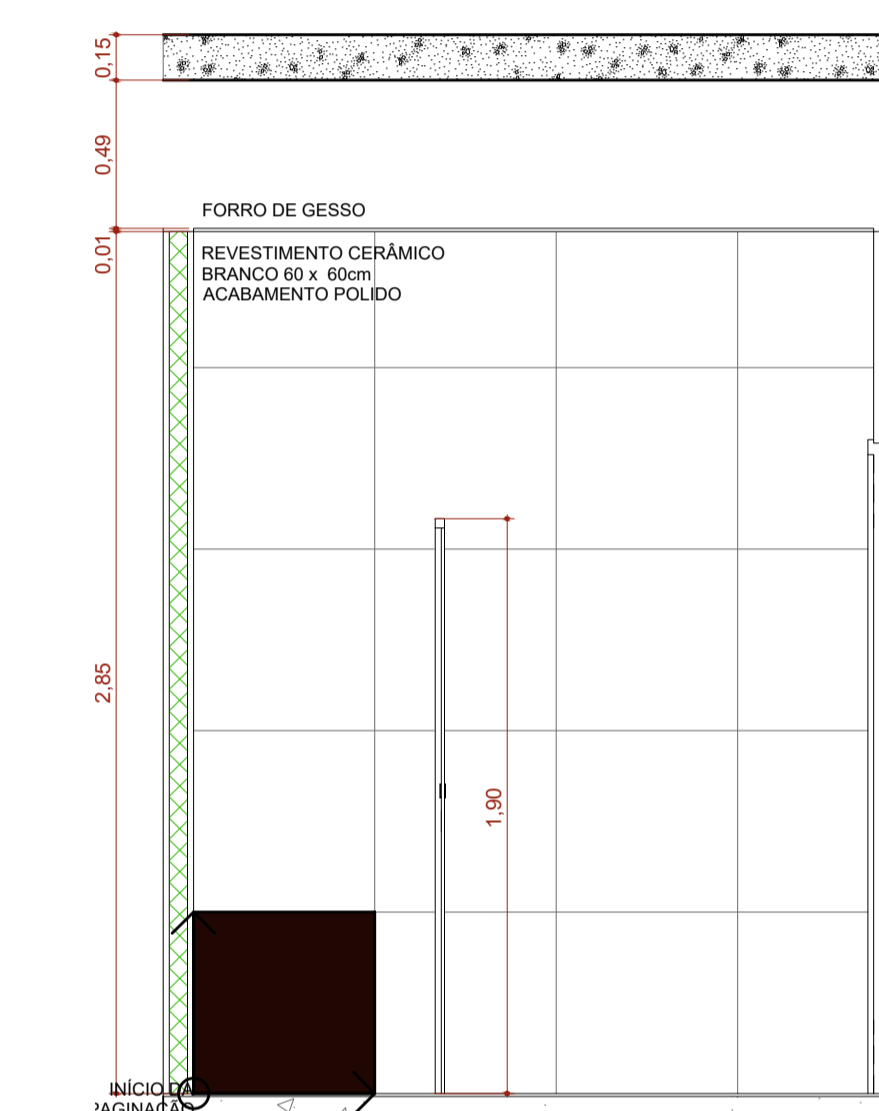 0,15
0,49
FORRO DE GESSO
0,01
REVESTIMENTO CERÂMICO
BRANCO 60 x 60cm
ACABAMENTO POLIDO
2,85
1,90
INÍCIO DA
PAGINAÇÃO